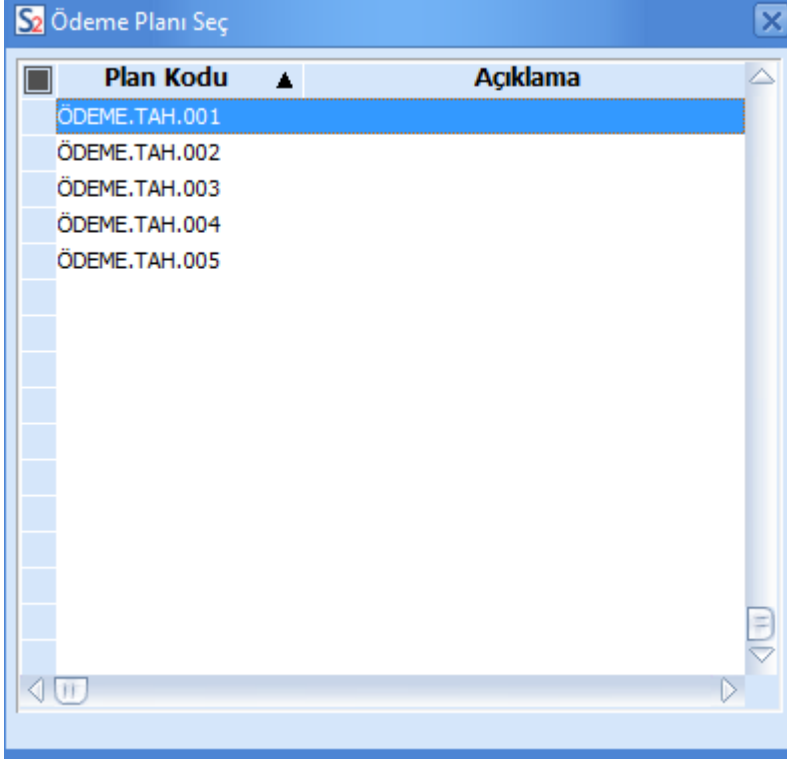 S2 Ödeme Planı Seç
Plan Kodu Açıklama
ÖDEME.TAH.001
ÖDEME.TAH.002
ÖDEME.TAH.003
ÖDEME.TAH.004
ÖDEME.TAH.005